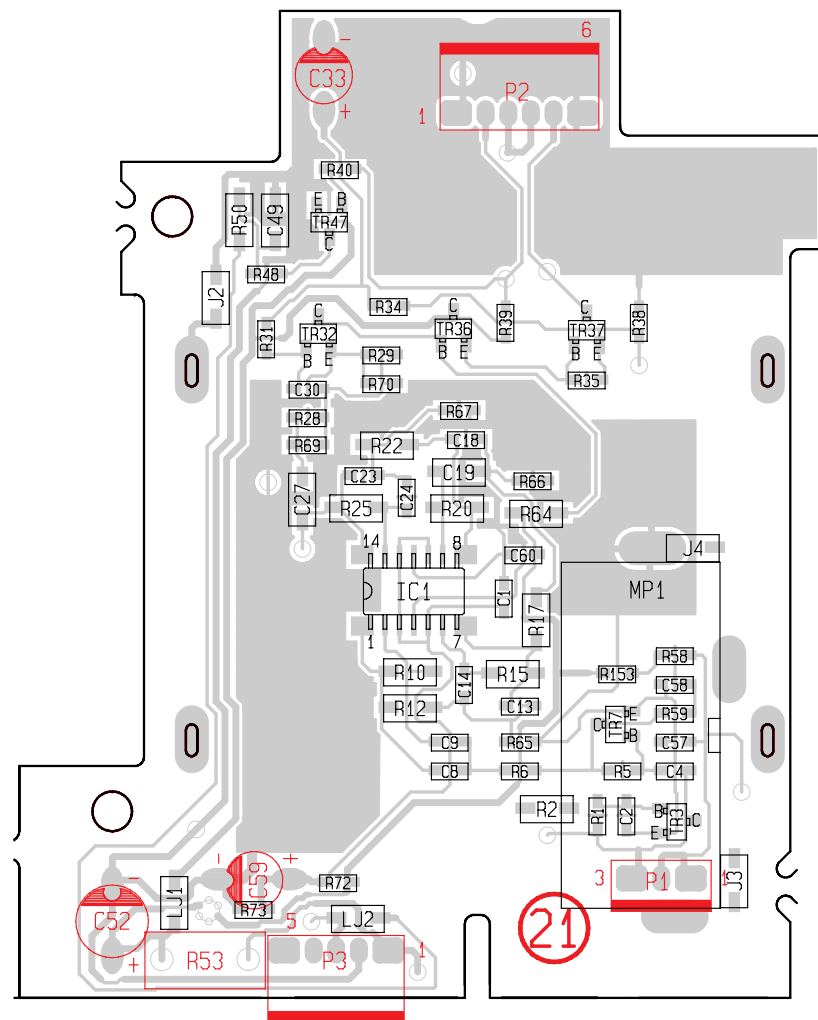 6
-
C33
P2
1
+
R40
E B
R50
C49
TR47
C
R48
J2
R34
C
R39
C
R38
C
R31
TR32
TR36
TR37
B E
B E
B E
R29
R70
R35
C30
R67
R28
C18
R69
R22
C23
C19
R66
C27
C24
R25
R20
R64
14
8
C60
J4
IC1
C1
MP1
R17
1
7
R58
R10
C14
R15
R153
C58
R12
C13
E
R59
C
TR7
B
C9
R65
C57
C8
R6
R5
C4
R2
R1
C2
B
TR3
C
E
-
+
C59
-
R72
3
P1
1
J3
LJ1
C52
R73
5
LJ2
21
1
+
R53
P3